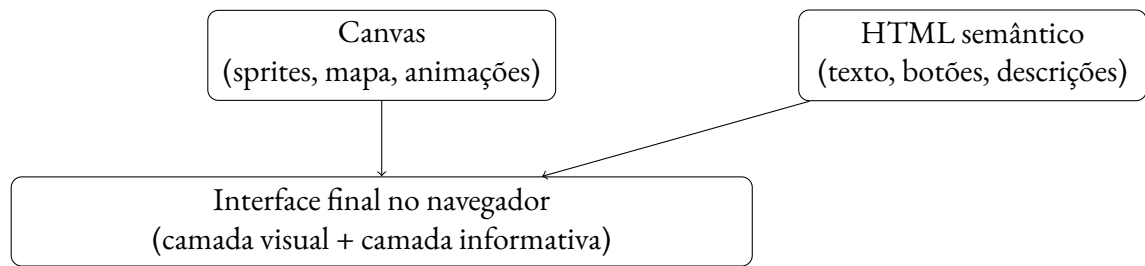 Canvas
(sprites, mapa, animações)
HTML semântico
(texto, botões, descrições)
Interface final no navegador
(camada visual + camada informativa)